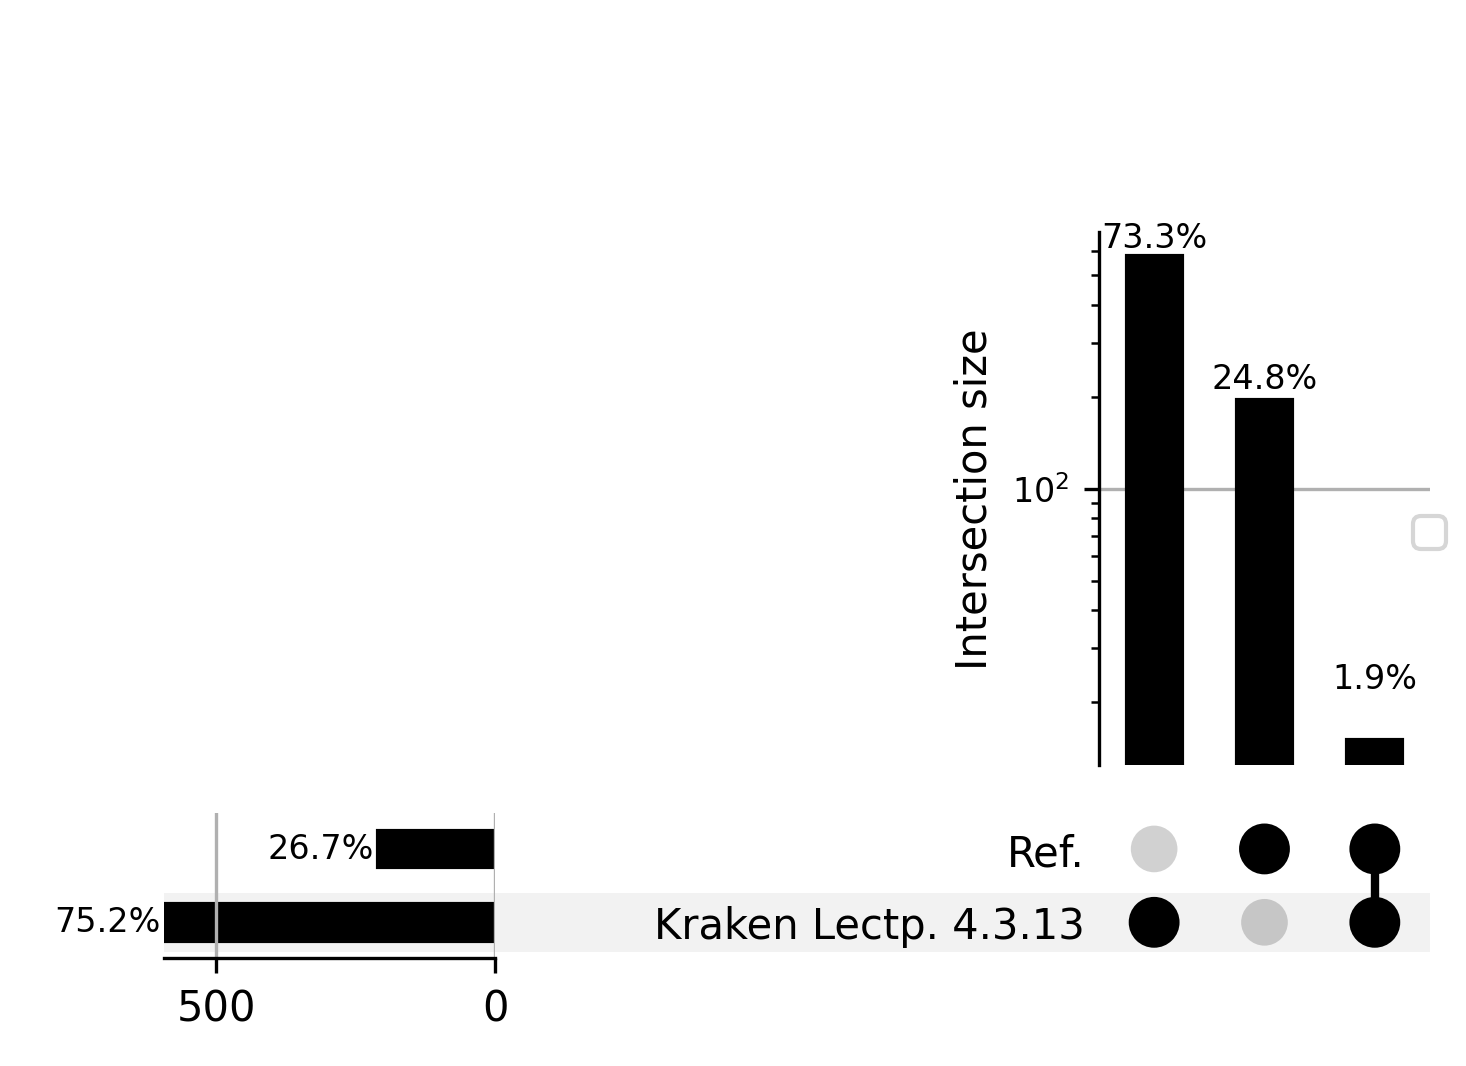 73.3%
24.8%
Intersection size
10²
1.9%
26.7%
Ref.
75.2%
Kraken Lectp. 4.3.13
500
0